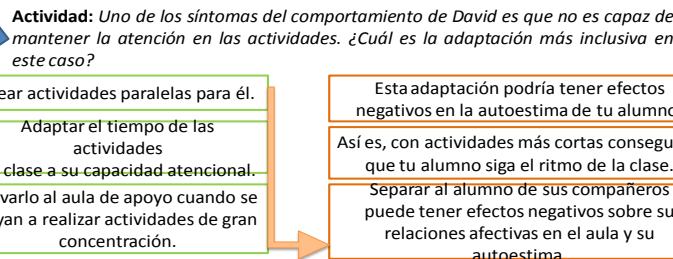 Actividad: Uno de los síntomas del comportamiento de David es que no es capaz de
mantener la atención en las actividades. ¿Cuál es la adaptación más inclusiva en
este caso?
ear actividades paralelas para él.
Adaptar el tiempo de las
actividades
clase a su capacidad atencional.
varlo al aula de apoyo cuando se
yan a realizar actividades de gran
concentración.
Esta adaptación podría tener efectos
negativos en la autoestima de tu alumno
Así es, con actividades más cortas consegu
que tu alumno siga el ritmo de la clase.
Separar al alumno de sus compañeros
puede tener efectos negativos sobre su
relaciones afectivas en el aula y su
autoestima